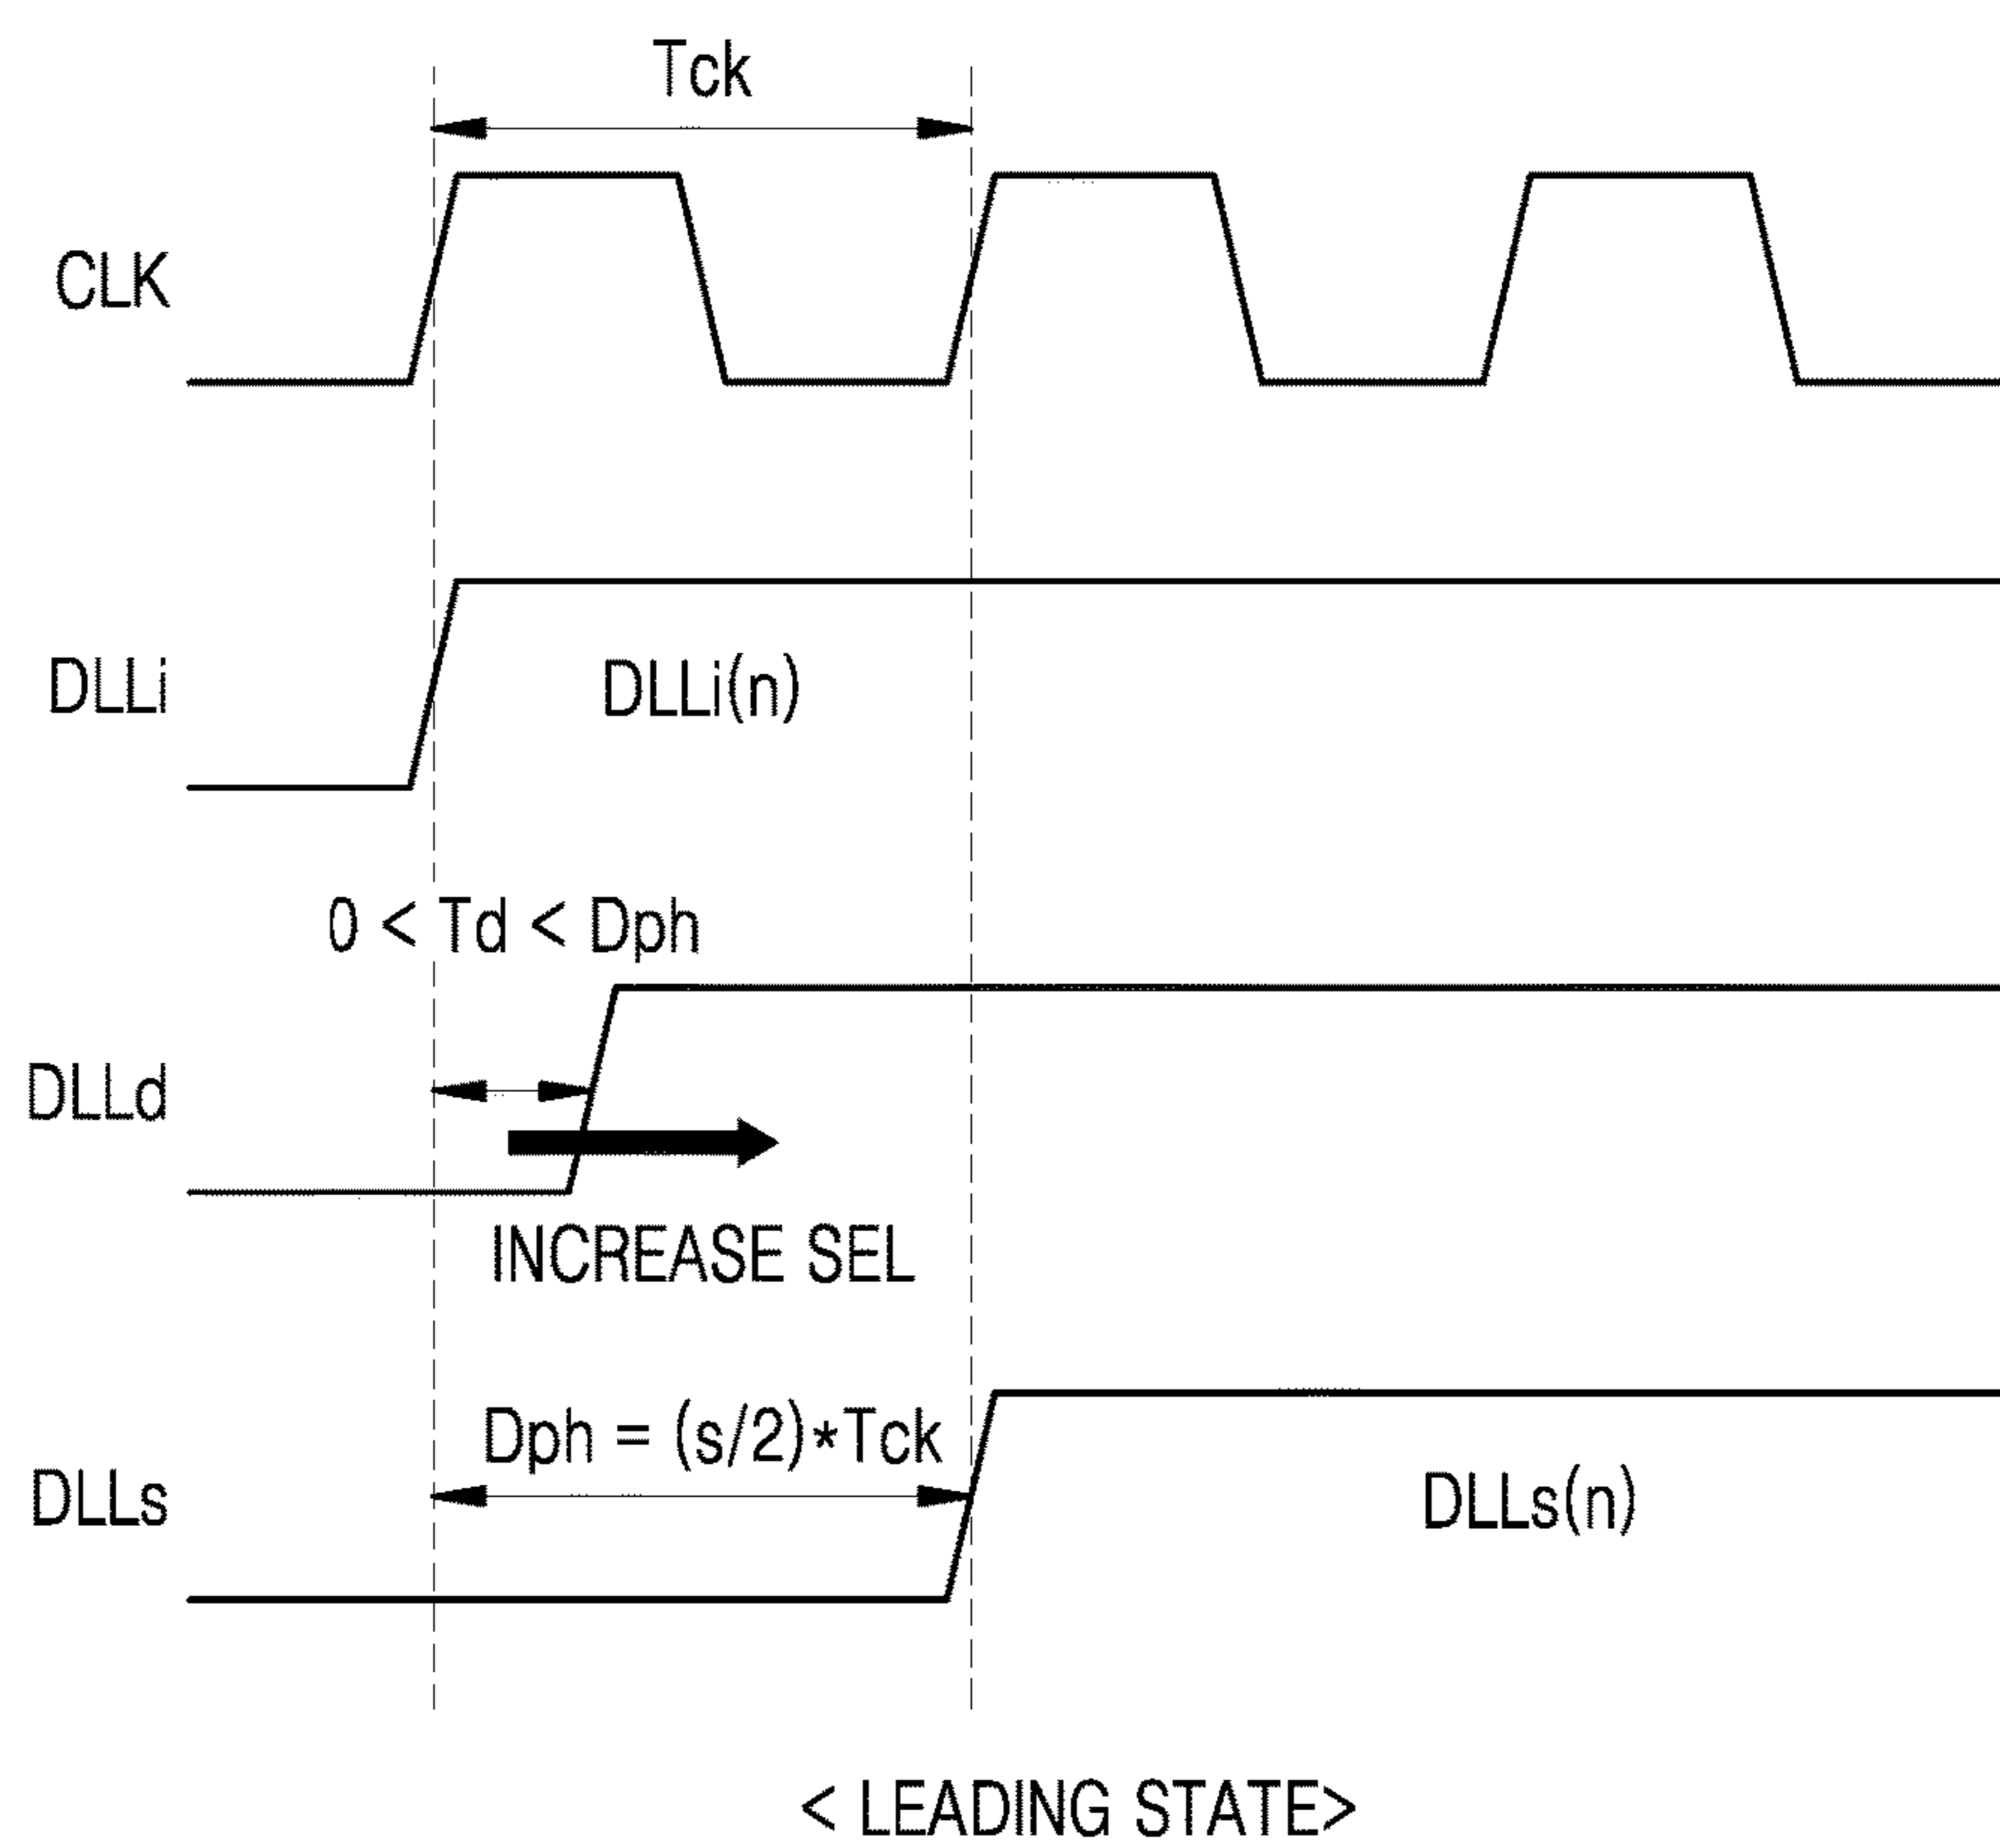 Tck
CLK
DLLi
DLLi(n)
0 < Td < Dph
DLLd
INCREASE SEL
Dph = (s/2)*Tck
DLLs
DLLs(n)
< LEADING STATE>